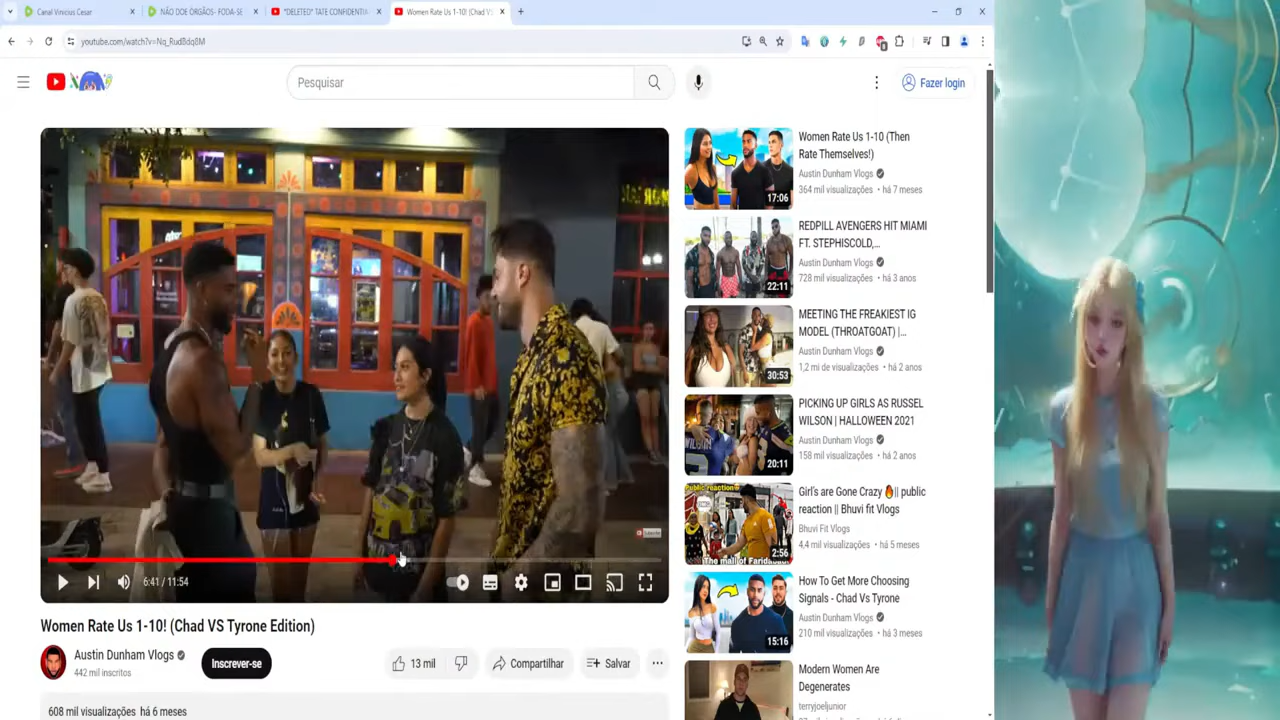 Canal Vinicius Cesar
NÃO DOE ÓRGÃOS- FODA-SE
"DELETED" TATE CONFIDENTI
Women Rate Us 1-10! (Chad V
youtube.com/watch?v=Nq_Rud8dq8M
Pesquisar
Fazer login
Women Rate Us 1-10 (Then
Rate Themselves!)
Austin Dunham Vlogs
364 mil visualizações • há 7 meses
17:06
REDPILL AVENGERS HIT MIAMI
FT. STEPHISCOLD,...
Austin Dunham Vlogs
728 mil visualizações • há 3 anos
22:11
MEETING THE FREAKIEST IG
MODEL (THROATGOAT) |...
Austin Dunham Vlogs
1,2 mi de visualizações • há 2 anos
30:53
PICKING UP GIRLS AS RUSSEL
WILSON | HALLOWEEN 2021
Austin Dunham Vlogs
158 mil visualizações • há 2 anos
20:11
Public reaction
Girl's are Gone Crazy 🔥|| public
reaction || Bhuvi fit Vlogs
Bhuvi Fit Vlogs
4,4 mil visualizações • há 5 meses
2:56
The mall of Faridabad
How To Get More Choosing
Signals - Chad Vs Tyrone
Austin Dunham Vlogs
210 mil visualizações • há 3 meses
15:16
Modern Women Are
Degenerates
terryjoeljunior
6:41 / 11:54
Women Rate Us 1-10! (Chad VS Tyrone Edition)
Austin Dunham Vlogs
442 mil inscritos
Inscrever-se
13 mil
Compartilhar
Salvar
608 mil visualizações há 6 meses